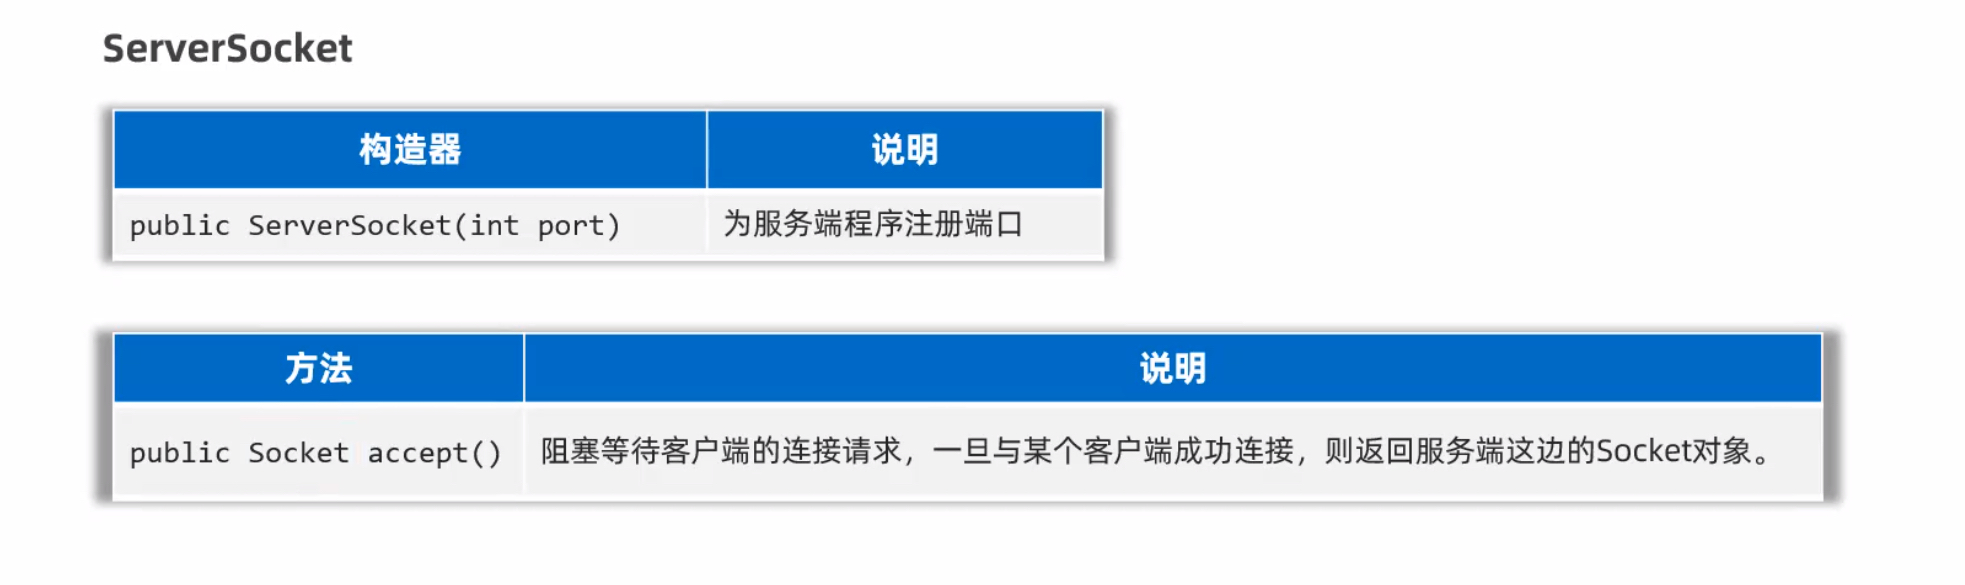 ServerSocket
构造器 说明
public ServerSocket(int port) 为服务端程序注册端口
方法 说明
public Socket accept() 阻塞等待客户端的连接请求，一旦与某个客户端成功连接，则返回服务端这边的Socket对象。